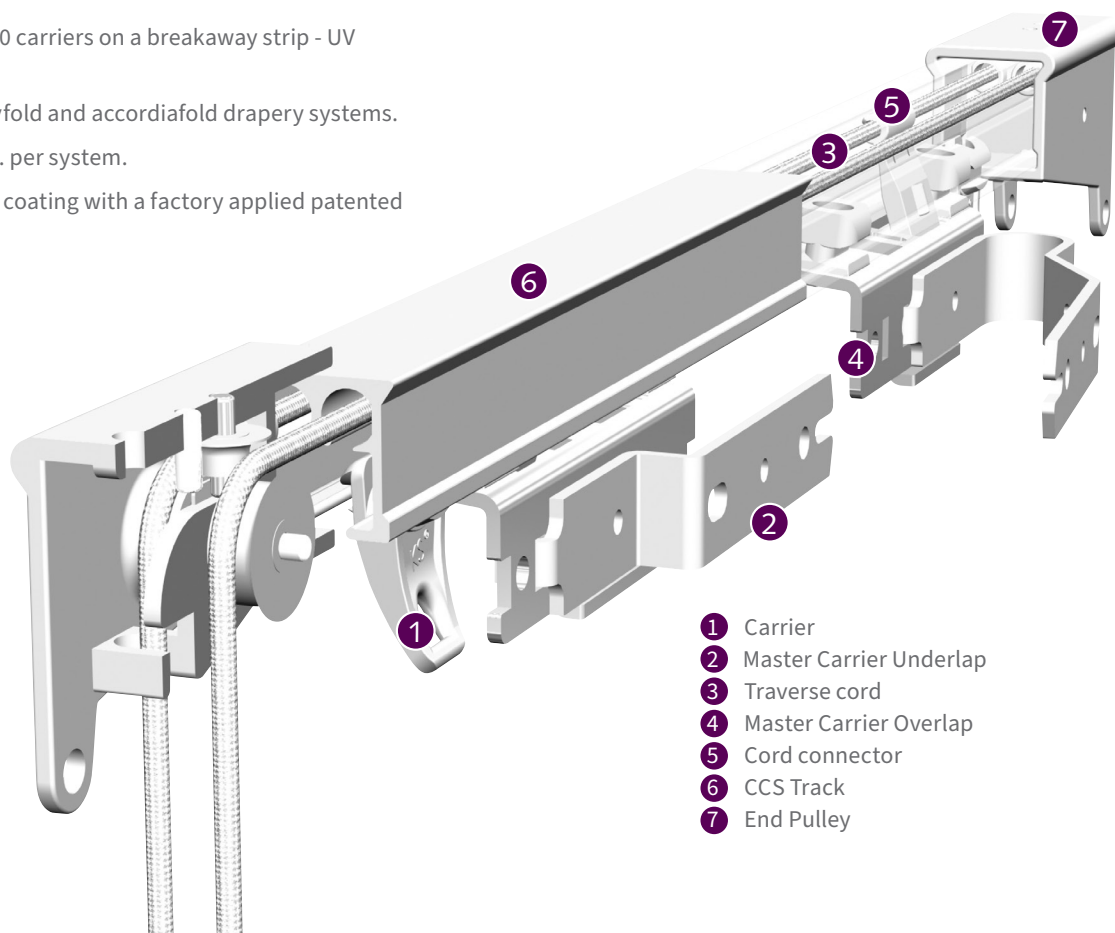 0 carriers on a breakaway strip - UV
fold and accordiafold drapery systems.
. per system.
coating with a factory applied patented
7
5
3
6
4
2
1
1 Carrier
2 Master Carrier Underlap
3 Traverse cord
4 Master Carrier Overlap
5 Cord connector
6 CCS Track
7 End Pulley